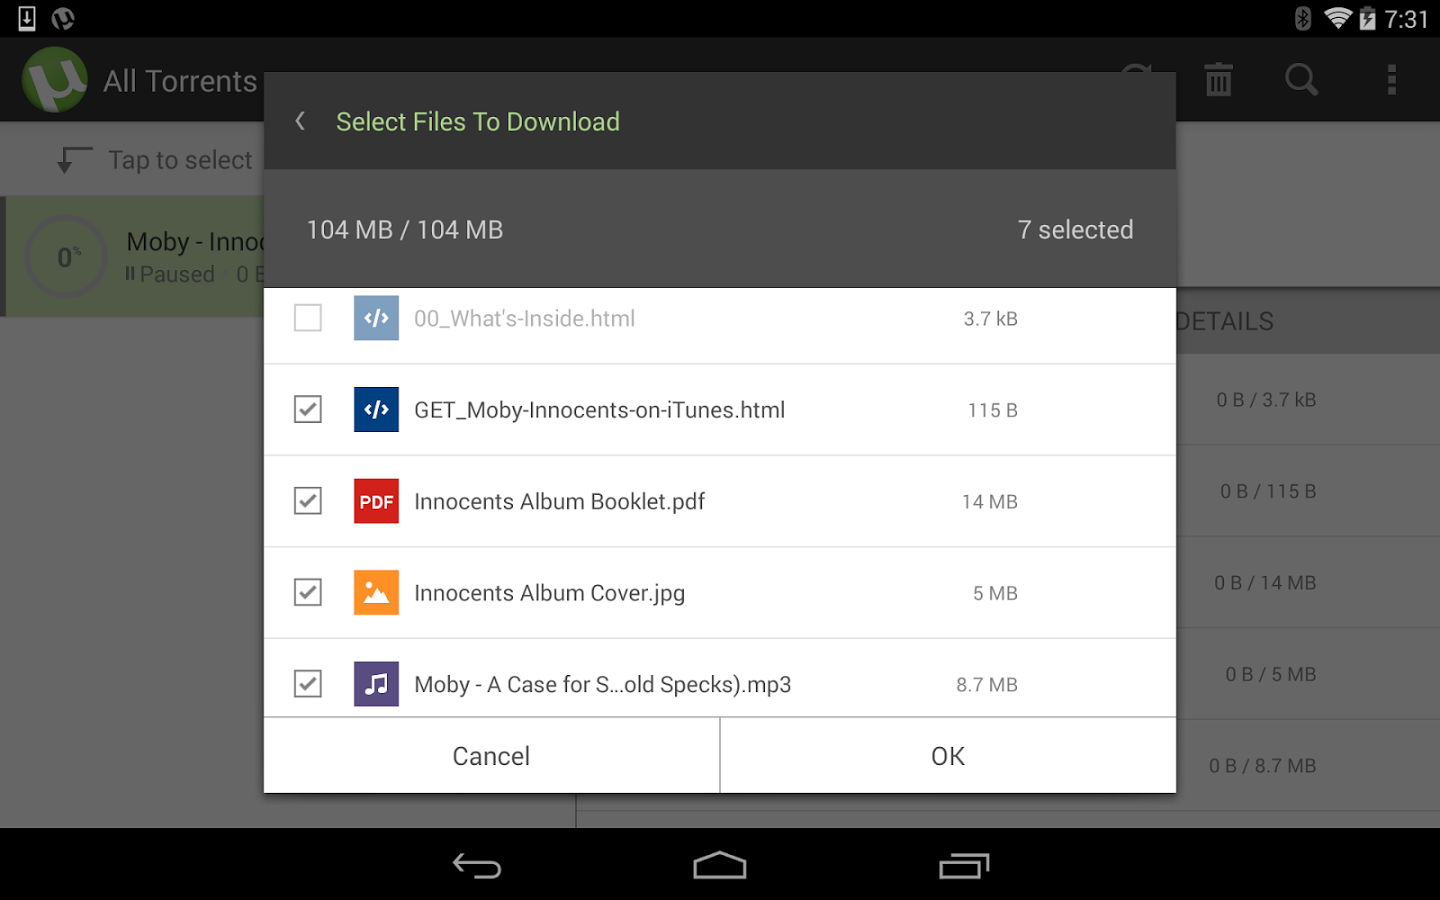 7:31
All Torrents
Select Files To Download
Tap to select
104 MB / 104 MB
7 selected
0%
Moby - Innoc
Paused · 0 B
00_What's-Inside.html 3.7 kB
GET_Moby-Innocents-on-iTunes.html 115 B
PDF Innocents Album Booklet.pdf 14 MB
Innocents Album Cover.jpg 5 MB
Moby - A Case for S...old Specks).mp3 8.7 MB
Cancel
OK
DETAILS
0 B / 3.7 kB
0 B / 115 B
0 B / 14 MB
0 B / 5 MB
0 B / 8.7 MB